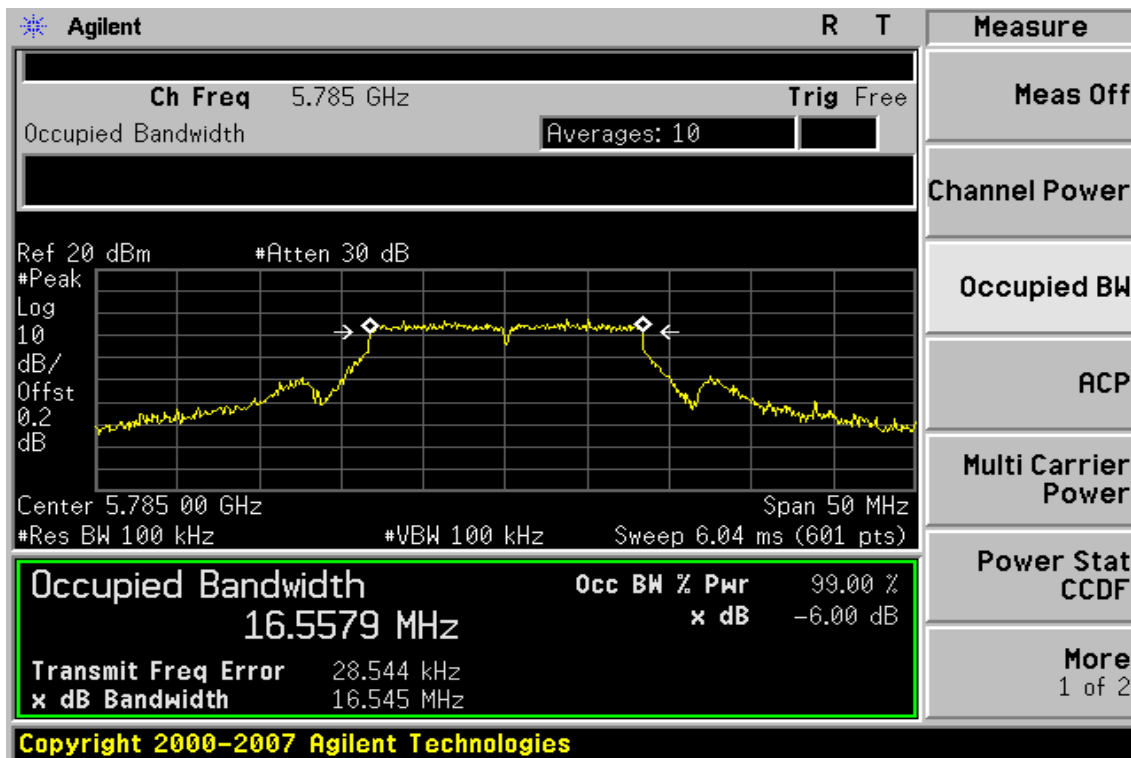 Agilent R T
Ch Freq 5.785 GHz Trig Free
Occupied Bandwidth Averages: 10
Ref 20 dBm #Atten 30 dB
#Peak
Log
10
dB/
Offst
0.2
dB
Center 5.785 00 GHz Span 50 MHz
#Res BW 100 kHz #VBW 100 kHz Sweep 6.04 ms (601 pts)
Occupied Bandwidth Occ BW % Pwr 99.00 %
16.5579 MHz x dB -6.00 dB
Transmit Freq Error 28.544 kHz
x dB Bandwidth 16.545 MHz
Copyright 2000-2007 Agilent Technologies
Measure
Meas Off
Channel Power
Occupied BW
ACP
Multi Carrier
Power
Power Stat
CCDF
More
1 of 2